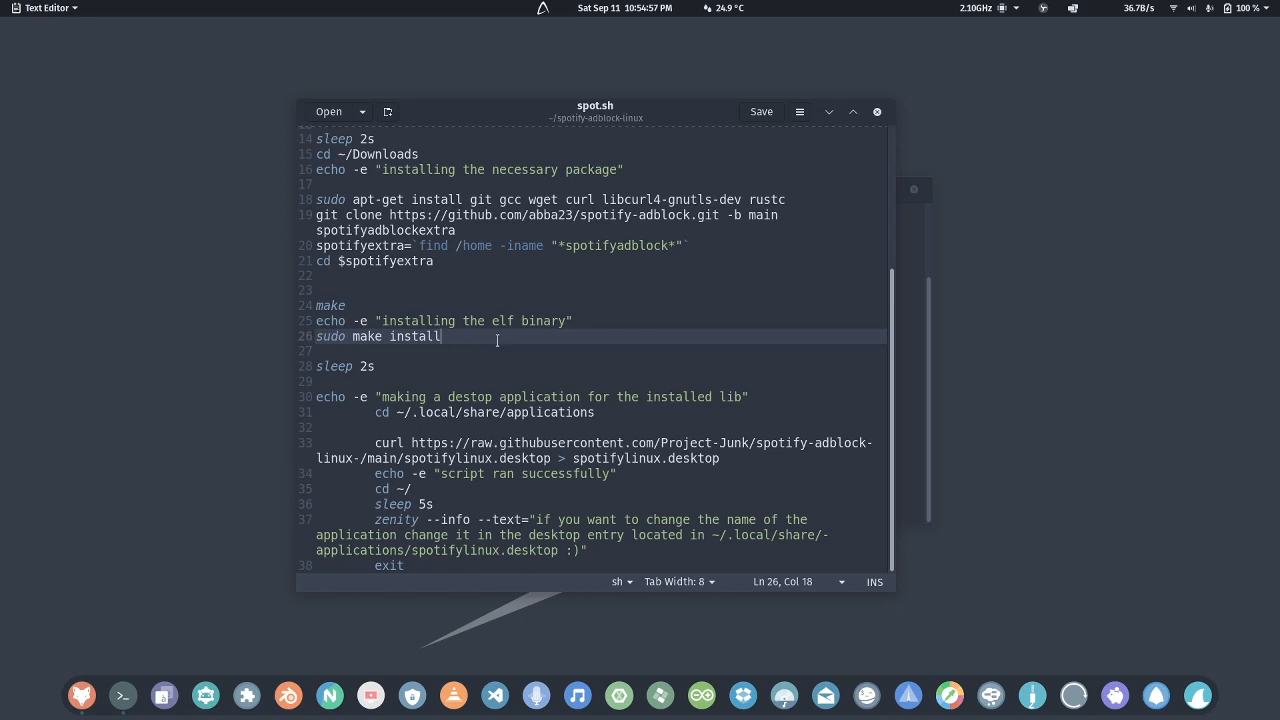 Text Editor
Sat Sep 11, 10:54:57 PM
24.9 °C
2.10GHz
36.7B/s
100 %
Open
spot.sh
~/spotify-adblock-linux
Save
14 sleep 2s
15 cd ~/Downloads
16 echo -e "installing the necessary package"
17
18 sudo apt-get install git gcc wget curl libcurl4-gnutls-dev rustc
19 git clone https://github.com/abba23/spotify-adblock.git -b main
spotifyadblockextra
20 spotifyextra=`find /home -iname "*spotifyadblock*"`
21 cd $spotifyextra
22
23
24 make
25 echo -e "installing the elf binary"
26 sudo make install
27
28 sleep 2s
29
30 echo -e "making a destop application for the installed lib"
31 cd ~/.local/share/applications
32
33 curl https://raw.githubusercontent.com/Project-Junk/spotify-adblock-
linux-/main/spotifylinux.desktop > spotifylinux.desktop
34 echo -e "script ran successfully"
35 cd ~/
36 sleep 5s
37 zenity --info --text="if you want to change the name of the
application change it in the desktop entry located in ~/.local/share/-
applications/spotifylinux.desktop :)"
38 exit
sh
Tab Width: 8
Ln 26, Col 18
INS